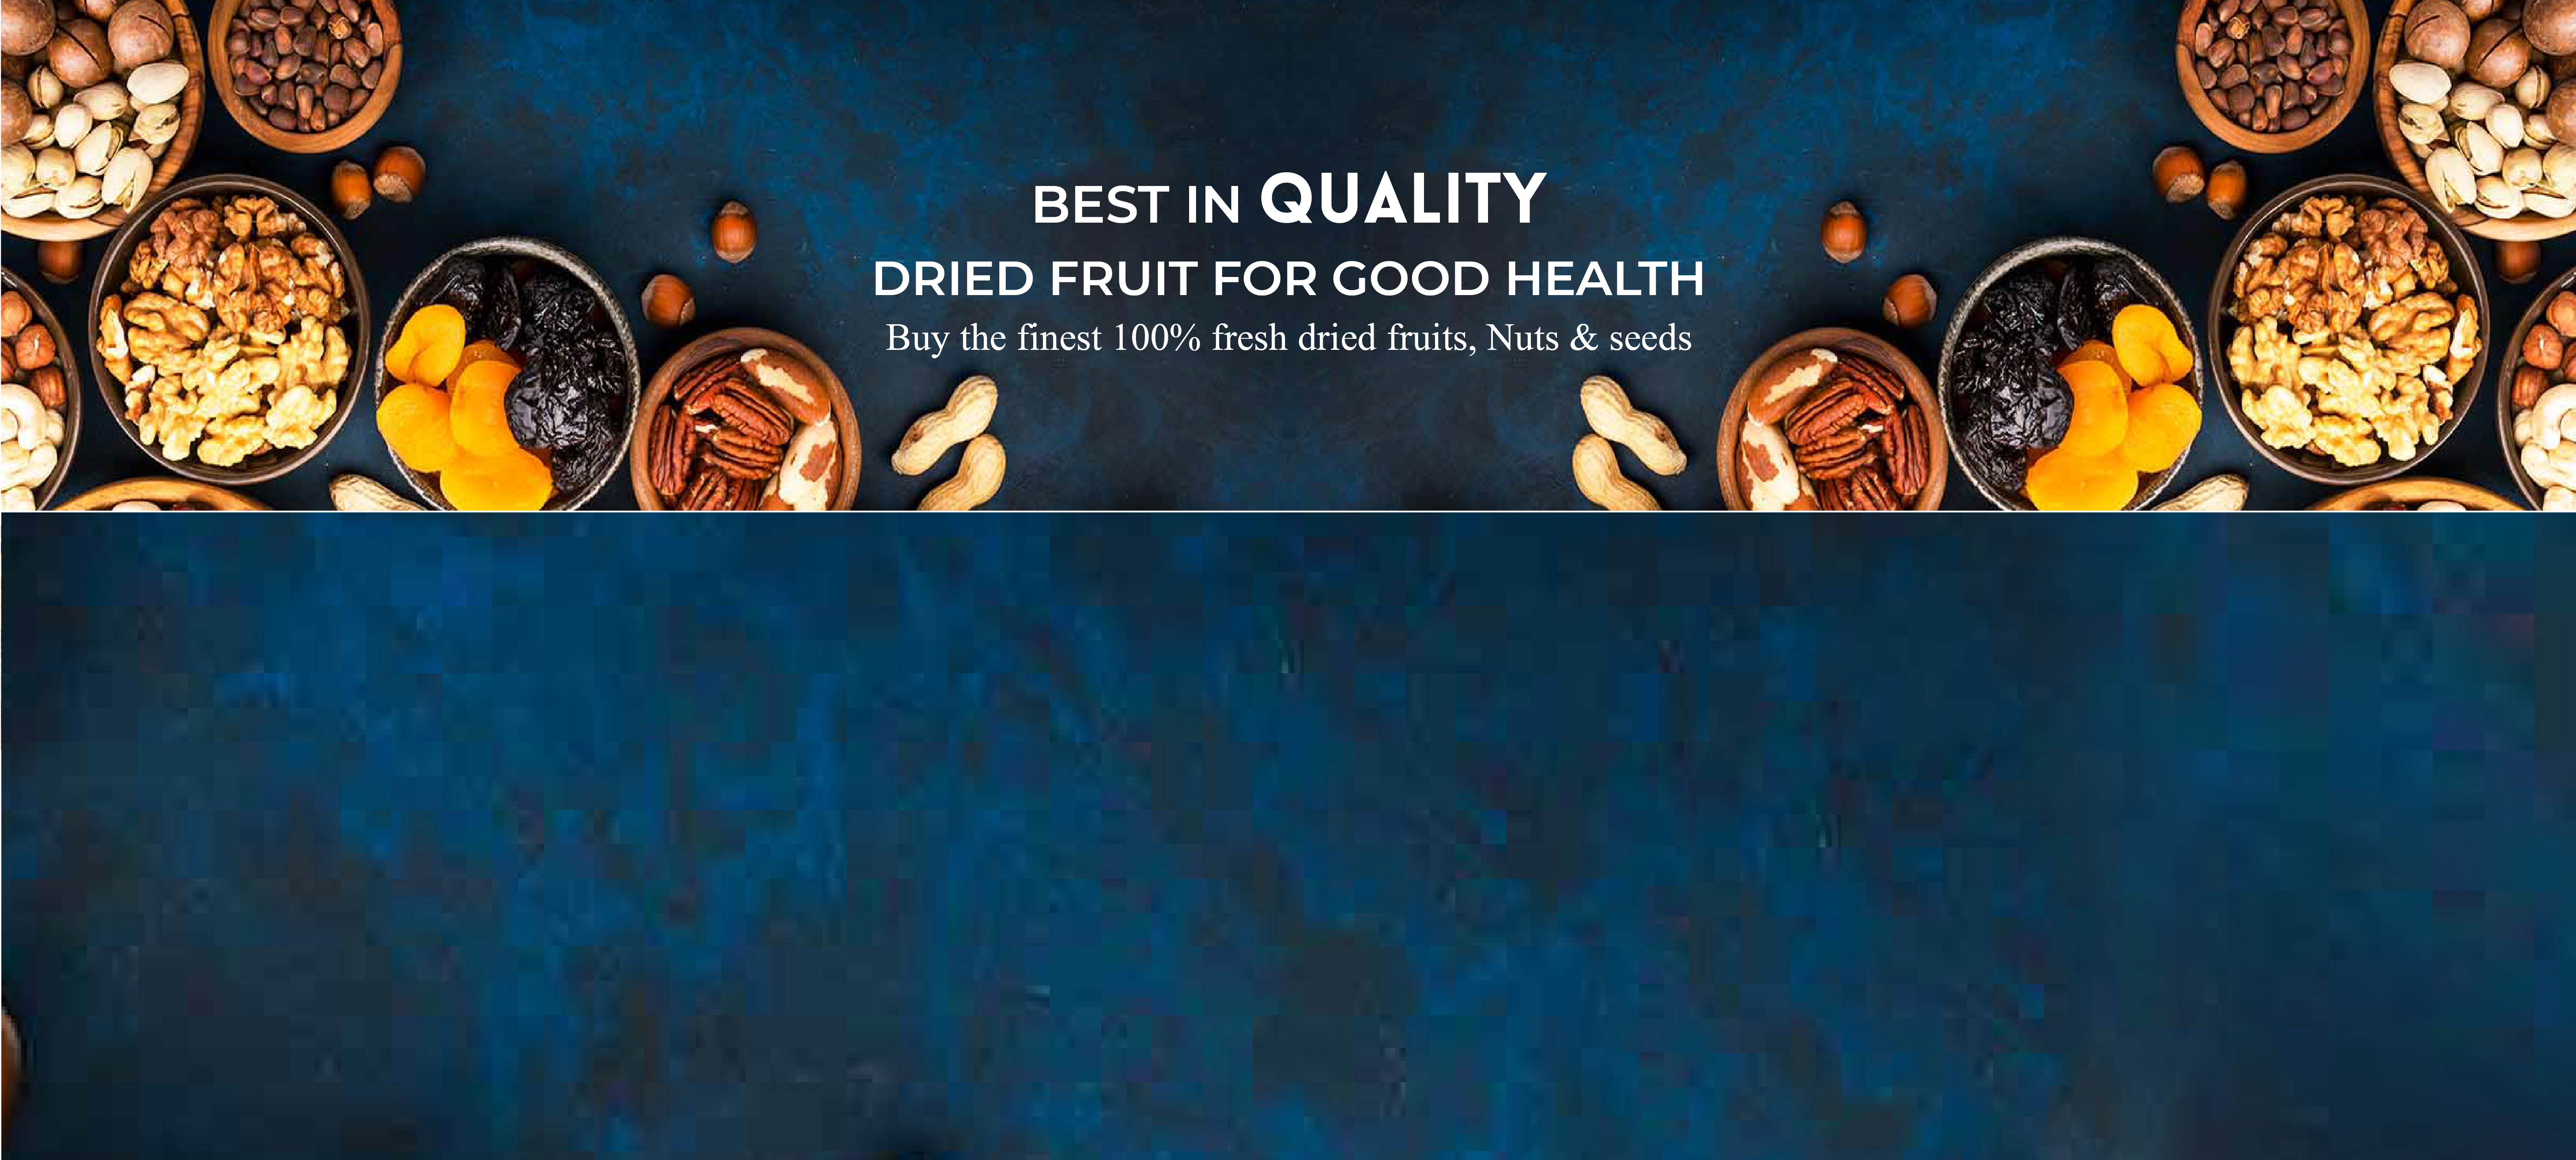 BEST IN QUALITY
DRIED FRUIT FOR GOOD HEALTH
Buy the finest 100% fresh dried fruits, Nuts & seeds